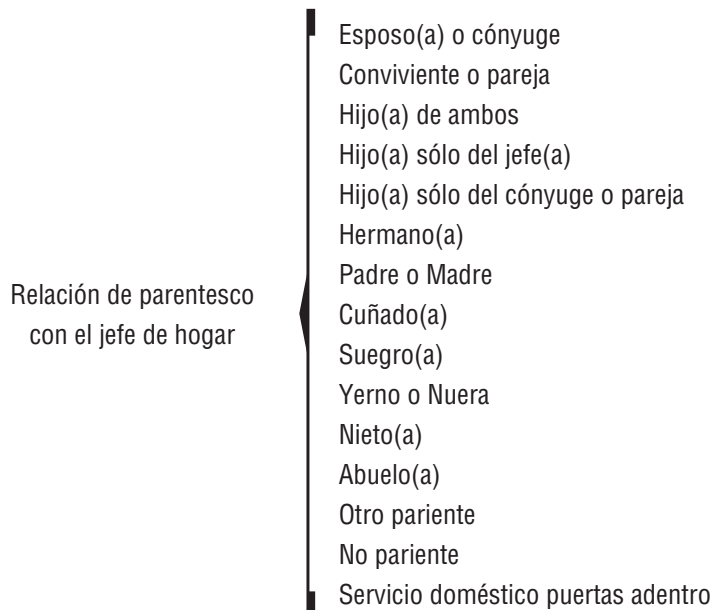 Relación de parentesco
con el jefe de hogar
Esposo(a) o cónyuge
Conviviente o pareja
Hijo(a) de ambos
Hijo(a) sólo del jefe(a)
Hijo(a) sólo del cónyuge o pareja
Hermano(a)
Padre o Madre
Cuñado(a)
Suegro(a)
Yerno o Nuera
Nieto(a)
Abuelo(a)
Otro pariente
No pariente
Servicio doméstico puertas adentro